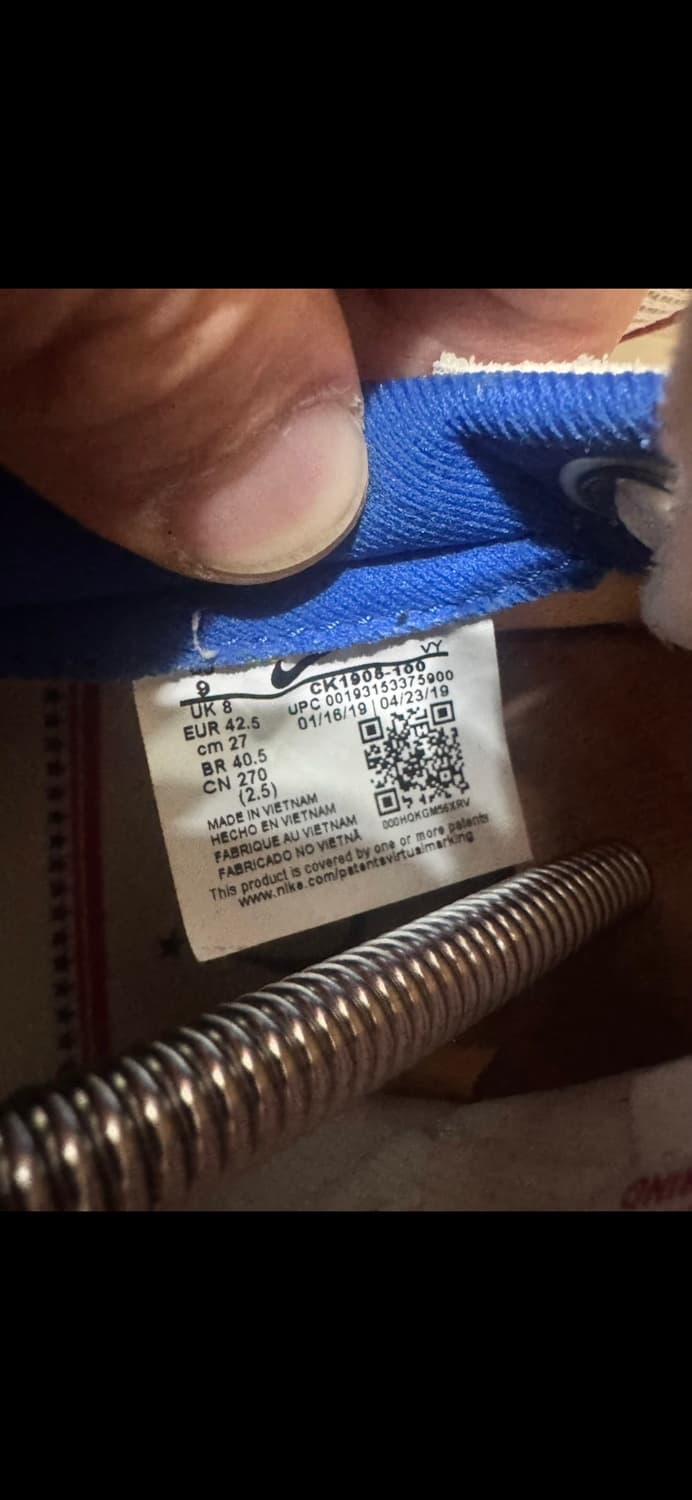 VY
9
CK1908-100
UK 8
UPC 00193153375900
EUR 42.5
01/16/19 | 04/23/19
cm 27
BR 40.5
CN 270
(2.5)
000HQKGM56XRV
MADE IN VIETNAM
HECHO EN VIETNAM
FABRIQUE AU VIETNAM
FABRICADO NO VIETNÃ
This product is covered by one or more patents
www.nike.com/patentsvirtualmarking